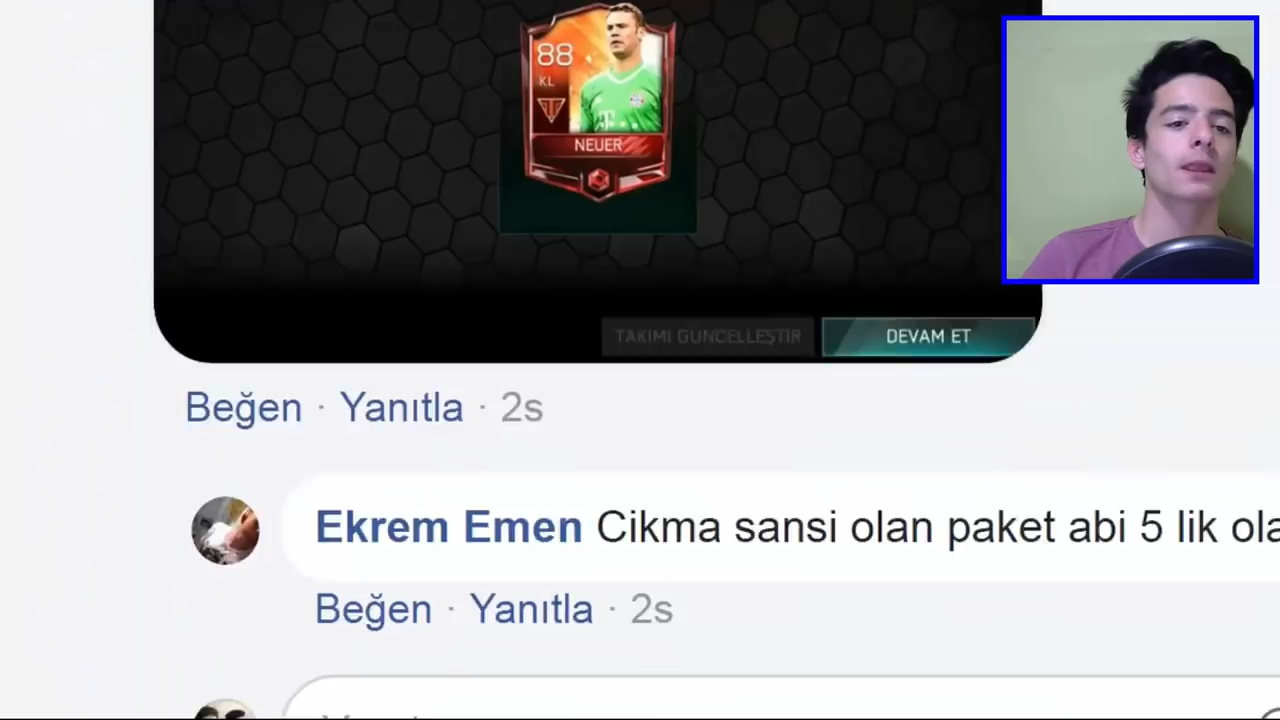 88
KL
NEUER
TAKIMI GÜNCELLEŞTİR
DEVAM ET
Beğen · Yanıtla · 2s
Ekrem Emen Cikma sansi olan paket abi 5 lik
Beğen · Yanıtla · 2s